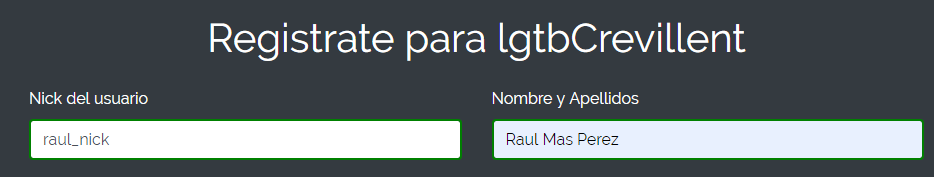 Registrate para lgtbCrevillent
Nick del usuario
Nombre y Apellidos
raul_nick
Raul Mas Perez